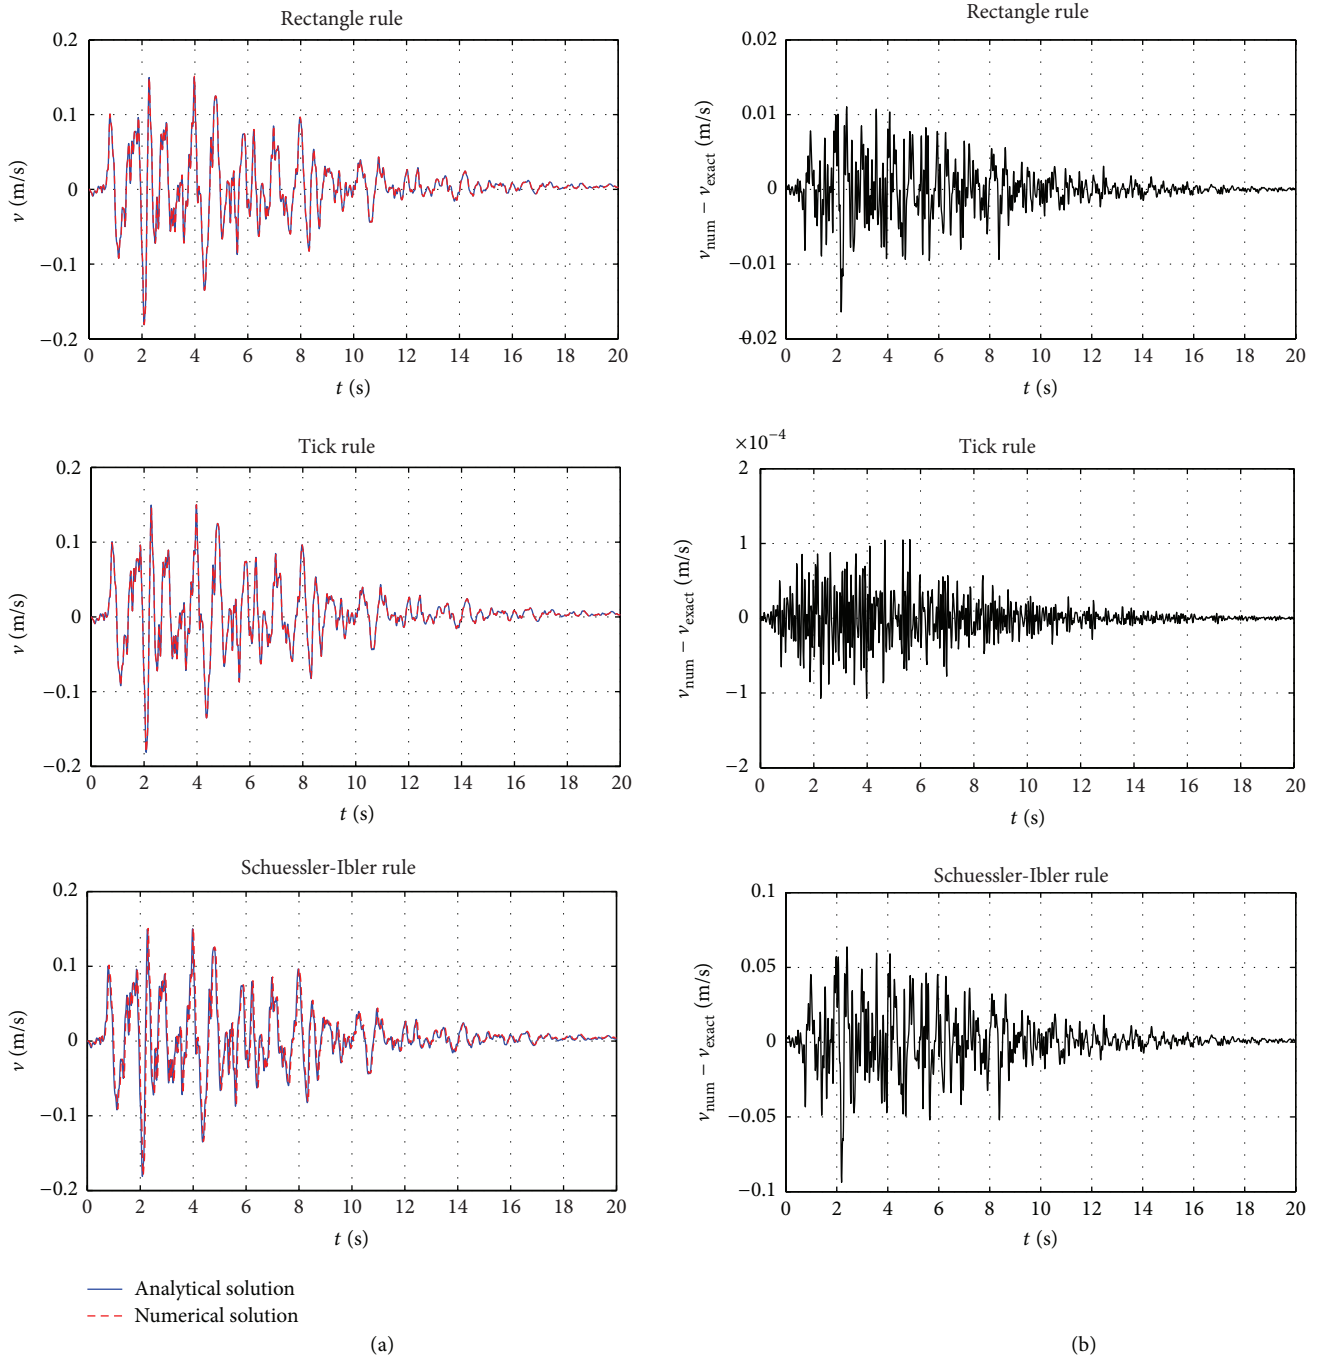 Rectangle rule
0.2
0.1
0
−0.1
−0.2
v (m/s)
0 2 4 6 8 10 12 14 16 18 20
t (s)
Rectangle rule
0.02
0.01
0
−0.01
−0.02
vnum − vexact (m/s)
0 2 4 6 8 10 12 14 16 18 20
t (s)
Tick rule
0.2
0.1
0
−0.1
−0.2
v (m/s)
0 2 4 6 8 10 12 14 16 18 20
t (s)
×10−4
Tick rule
2
1
0
−1
−2
vnum − vexact (m/s)
0 2 4 6 8 10 12 14 16 18 20
t (s)
Schuessler-Ibler rule
0.2
0.1
0
−0.1
−0.2
v (m/s)
0 2 4 6 8 10 12 14 16 18 20
t (s)
Schuessler-Ibler rule
0.1
0.05
0
−0.05
−0.1
vnum − vexact (m/s)
0 2 4 6 8 10 12 14 16 18 20
t (s)
Analytical solution
Numerical solution
(a)
(b)